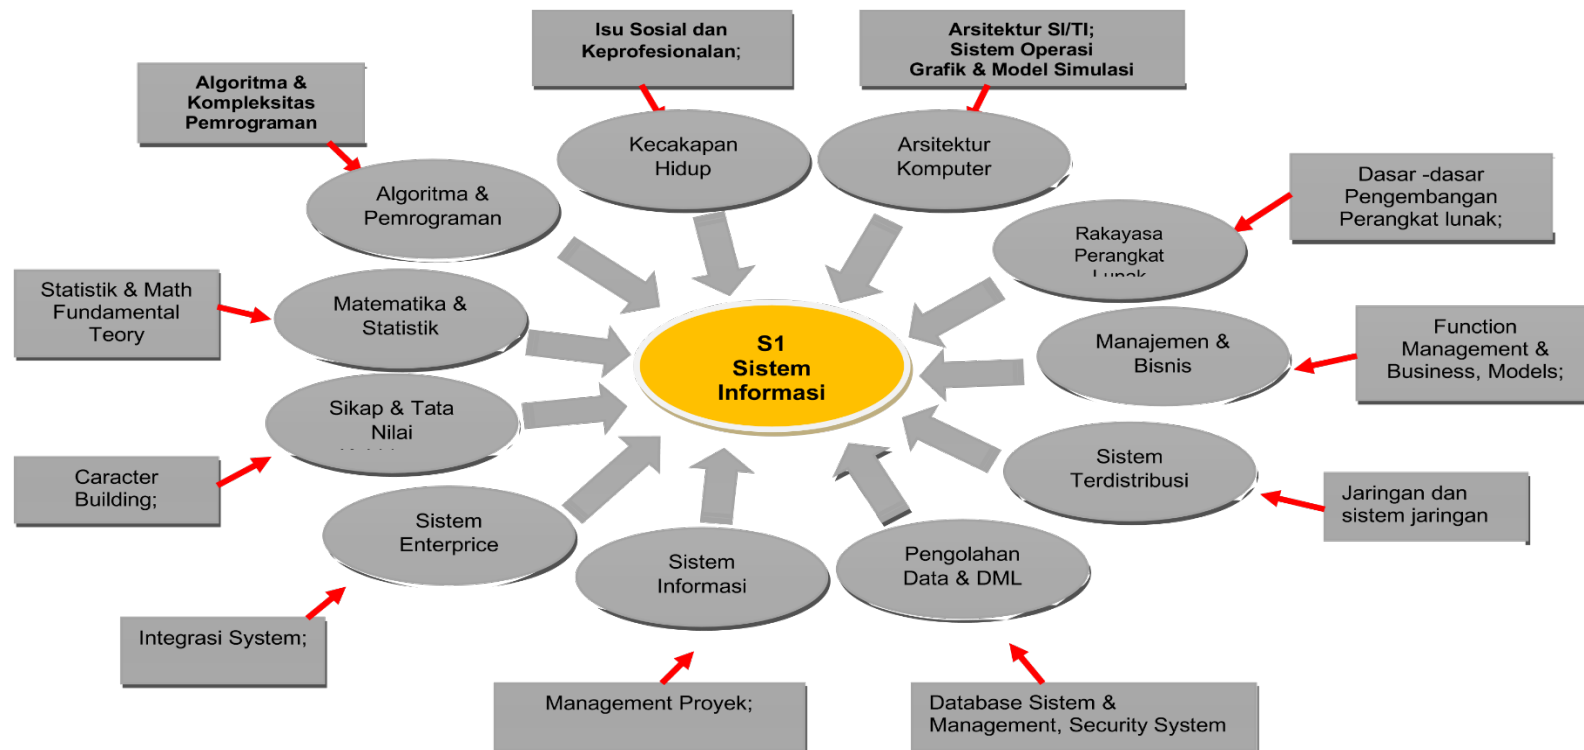 Isu Sosial dan
Keprofesionalan;
Arsitektur SI/TI;
Sistem Operasi
Grafik & Model Simulasi
Algoritma &
Kompleksitas
Pemrograman
Kecakapan
Hidup
Arsitektur
Komputer
Dasar -dasar
Pengembangan
Perangkat lunak;
Algoritma &
Pemrograman
Rakayasa
Perangkat
Lunak
Statistik & Math
Fundamental
Teory
Matematika &
Statistik
S1
Sistem
Informasi
Manajemen &
Bisnis
Function
Management &
Business, Models;
Sikap & Tata
Nilai
Caracter
Building;
Sistem
Terdistribusi
Jaringan dan
sistem jaringan
Sistem
Enterprice
Sistem
Informasi
Pengolahan
Data & DML
Integrasi System;
Management Proyek;
Database Sistem &
Management, Security System